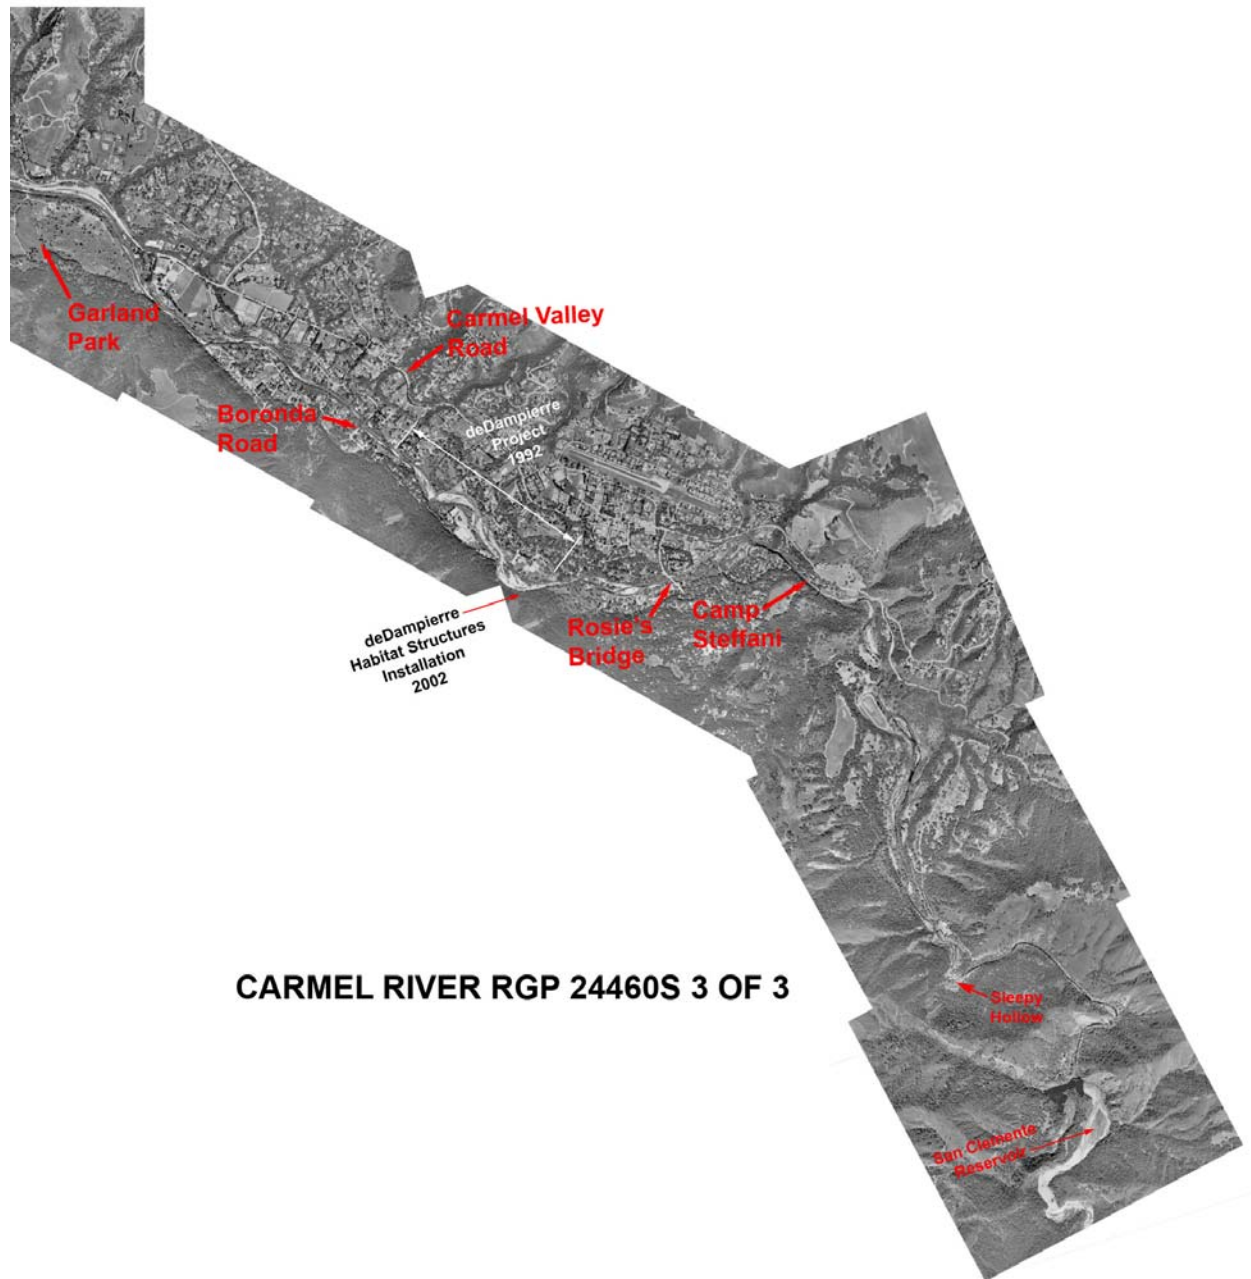 Garland
Park
Carmel Valley
Road
Boronda
Road
deDampierre
Project
1992
deDampierre
Habitat Structures
Installation
2002
Rosie's
Bridge
Camp
Steffani
CARMEL RIVER RGP 24460S 3 OF 3
Sleepy
Hollow
San Clemente
Reservoir